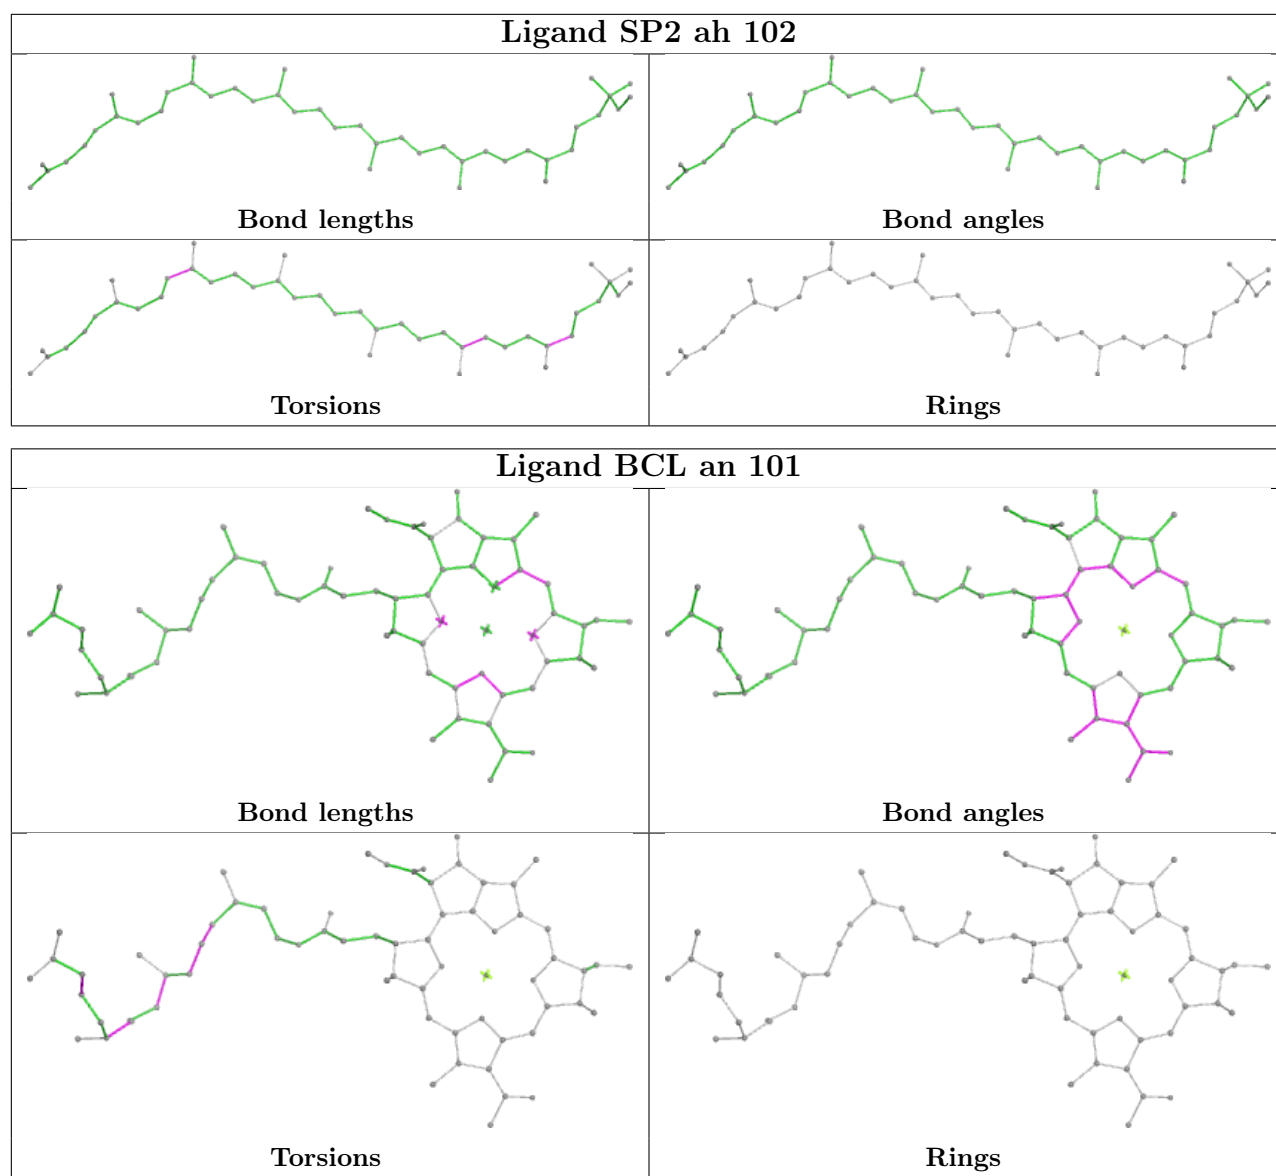 Ligand SP2 ah 102
Bond lengths
Bond angles
Torsions
Rings
Ligand BCL an 101
Bond lengths
Bond angles
Torsions
Rings